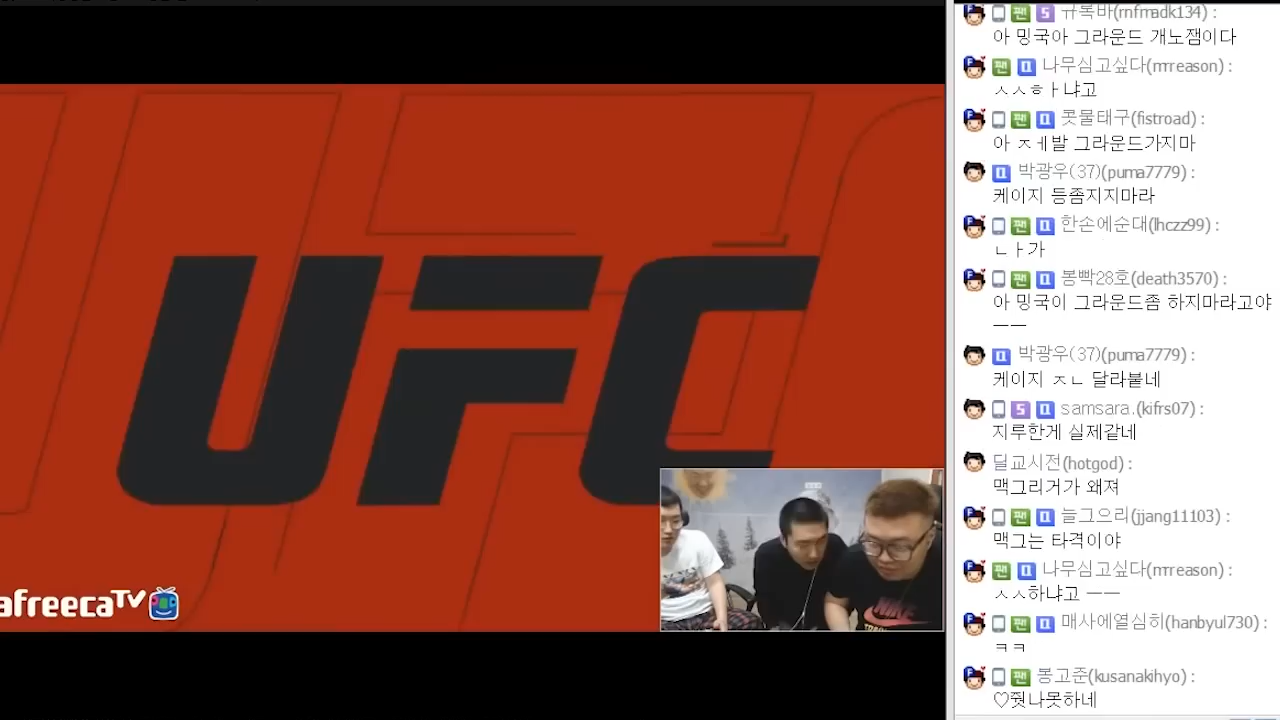 UFC
afreecaTV
규폭바(rnfmadk134) :
아 밍국아 그라운드 개노잼이다
나무심고싶다(mrreason) :
ㅅㅅㅎㅏ냐고
콧물태구(fistroad) :
아 ㅈㅔ발 그라운드가지마
박광우(37)(puma7779) :
케이지 등좀지지마라
한손에순대(lhczz99) :
ㄴㅏ가
봉빡28호(death3570) :
아 밍국이 그라운드좀 하지마라고야
ㅡㅡ
박광우(37)(puma7779) :
케이지 ㅈㄴ 달라붙네
samsara.(kifrs07) :
지루한게 실제같네
딜교시전(hotgod) :
맥그리거가 왜져
늘그으리(jjang11103) :
맥그는 타격이야
나무심고싶다(mrreason) :
ㅅㅅ하냐고 ㅡㅡ
매사에열심히(hanbyul730) :
ㅋㅋ
봉고준(kusanakihyo) :
♡줫나못하네